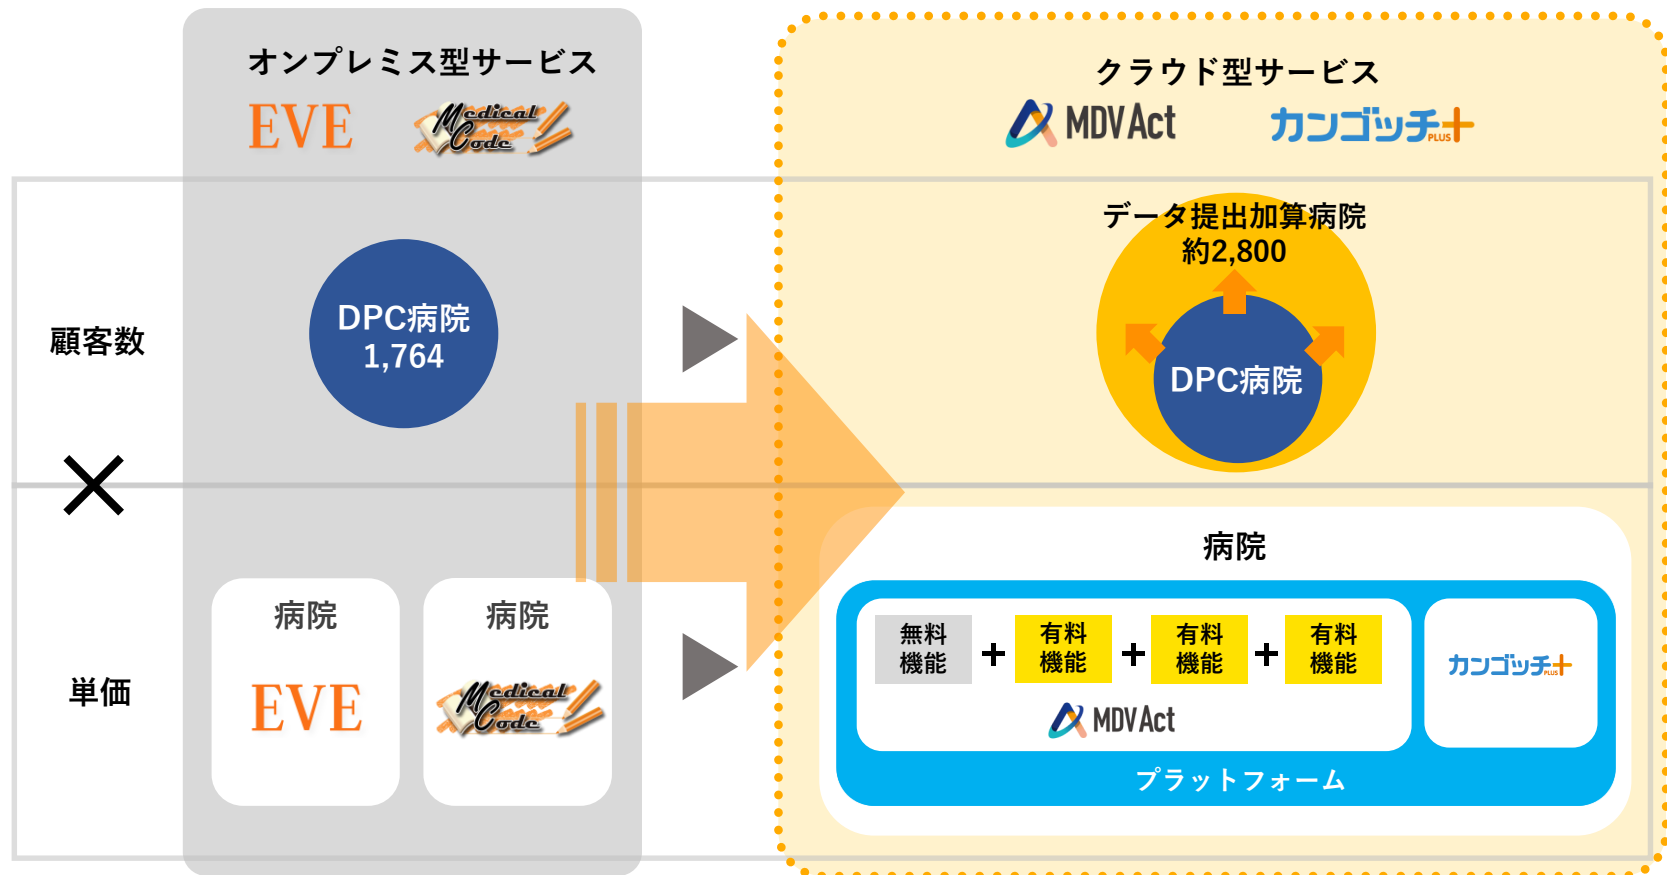 オンプレミス型サービス
EVE
Medical
Code
クラウド型サービス
MDV Act
カンゴッチ+
PLUS
顧客数
DPC病院
1,764
データ提出加算病院
約2,800
DPC病院
×
単価
病院
EVE
病院
Medical
Code
病院
無料
機能
+
有料
機能
+
有料
機能
+
有料
機能
MDV Act
カンゴッチ+
PLUS
プラットフォーム